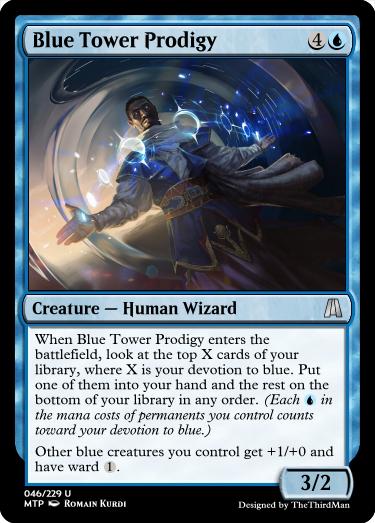 Blue Tower Prodigy 4
Creature — Human Wizard
When Blue Tower Prodigy enters the
battlefield, look at the top X cards of your
library, where X is your devotion to blue. Put
one of them into your hand and the rest on the
bottom of your library in any order. (Each in
the mana costs of permanents you control counts
toward your devotion to blue.)
Other blue creatures you control get +1/+0 and
have ward 1.
3/2
046/229 U
MTP Romain Kurdi
Designed by TheThirdMan